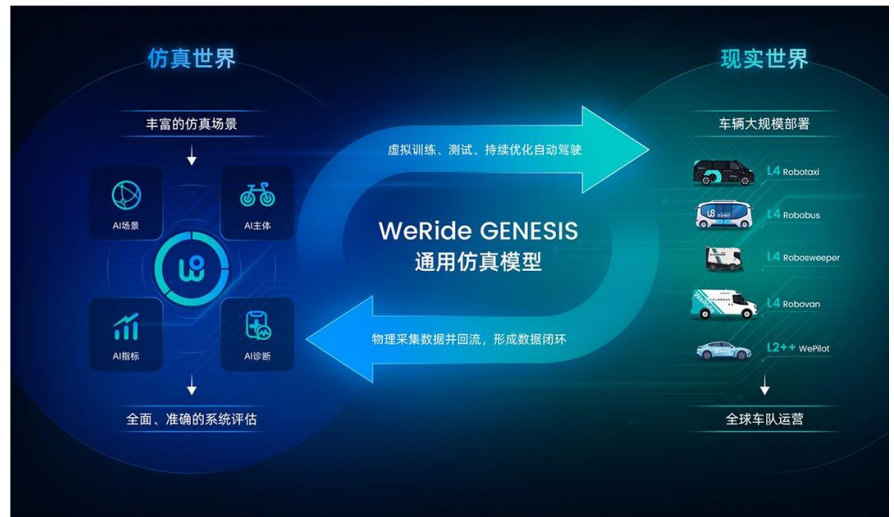 仿真世界
丰富的仿真场景
AI场景
AI主体
AI指标
AI诊断
全面、准确的系统评估
虚拟训练、测试、持续优化自动驾驶
WeRide GENESIS
通用仿真模型
物理采集数据并回流，形成数据闭环
现实世界
车辆大规模部署
L4 Robotaxi
L4 Robobus
L4 Robosweeper
L4 Robovan
L2++ WePilot
全球车队运营